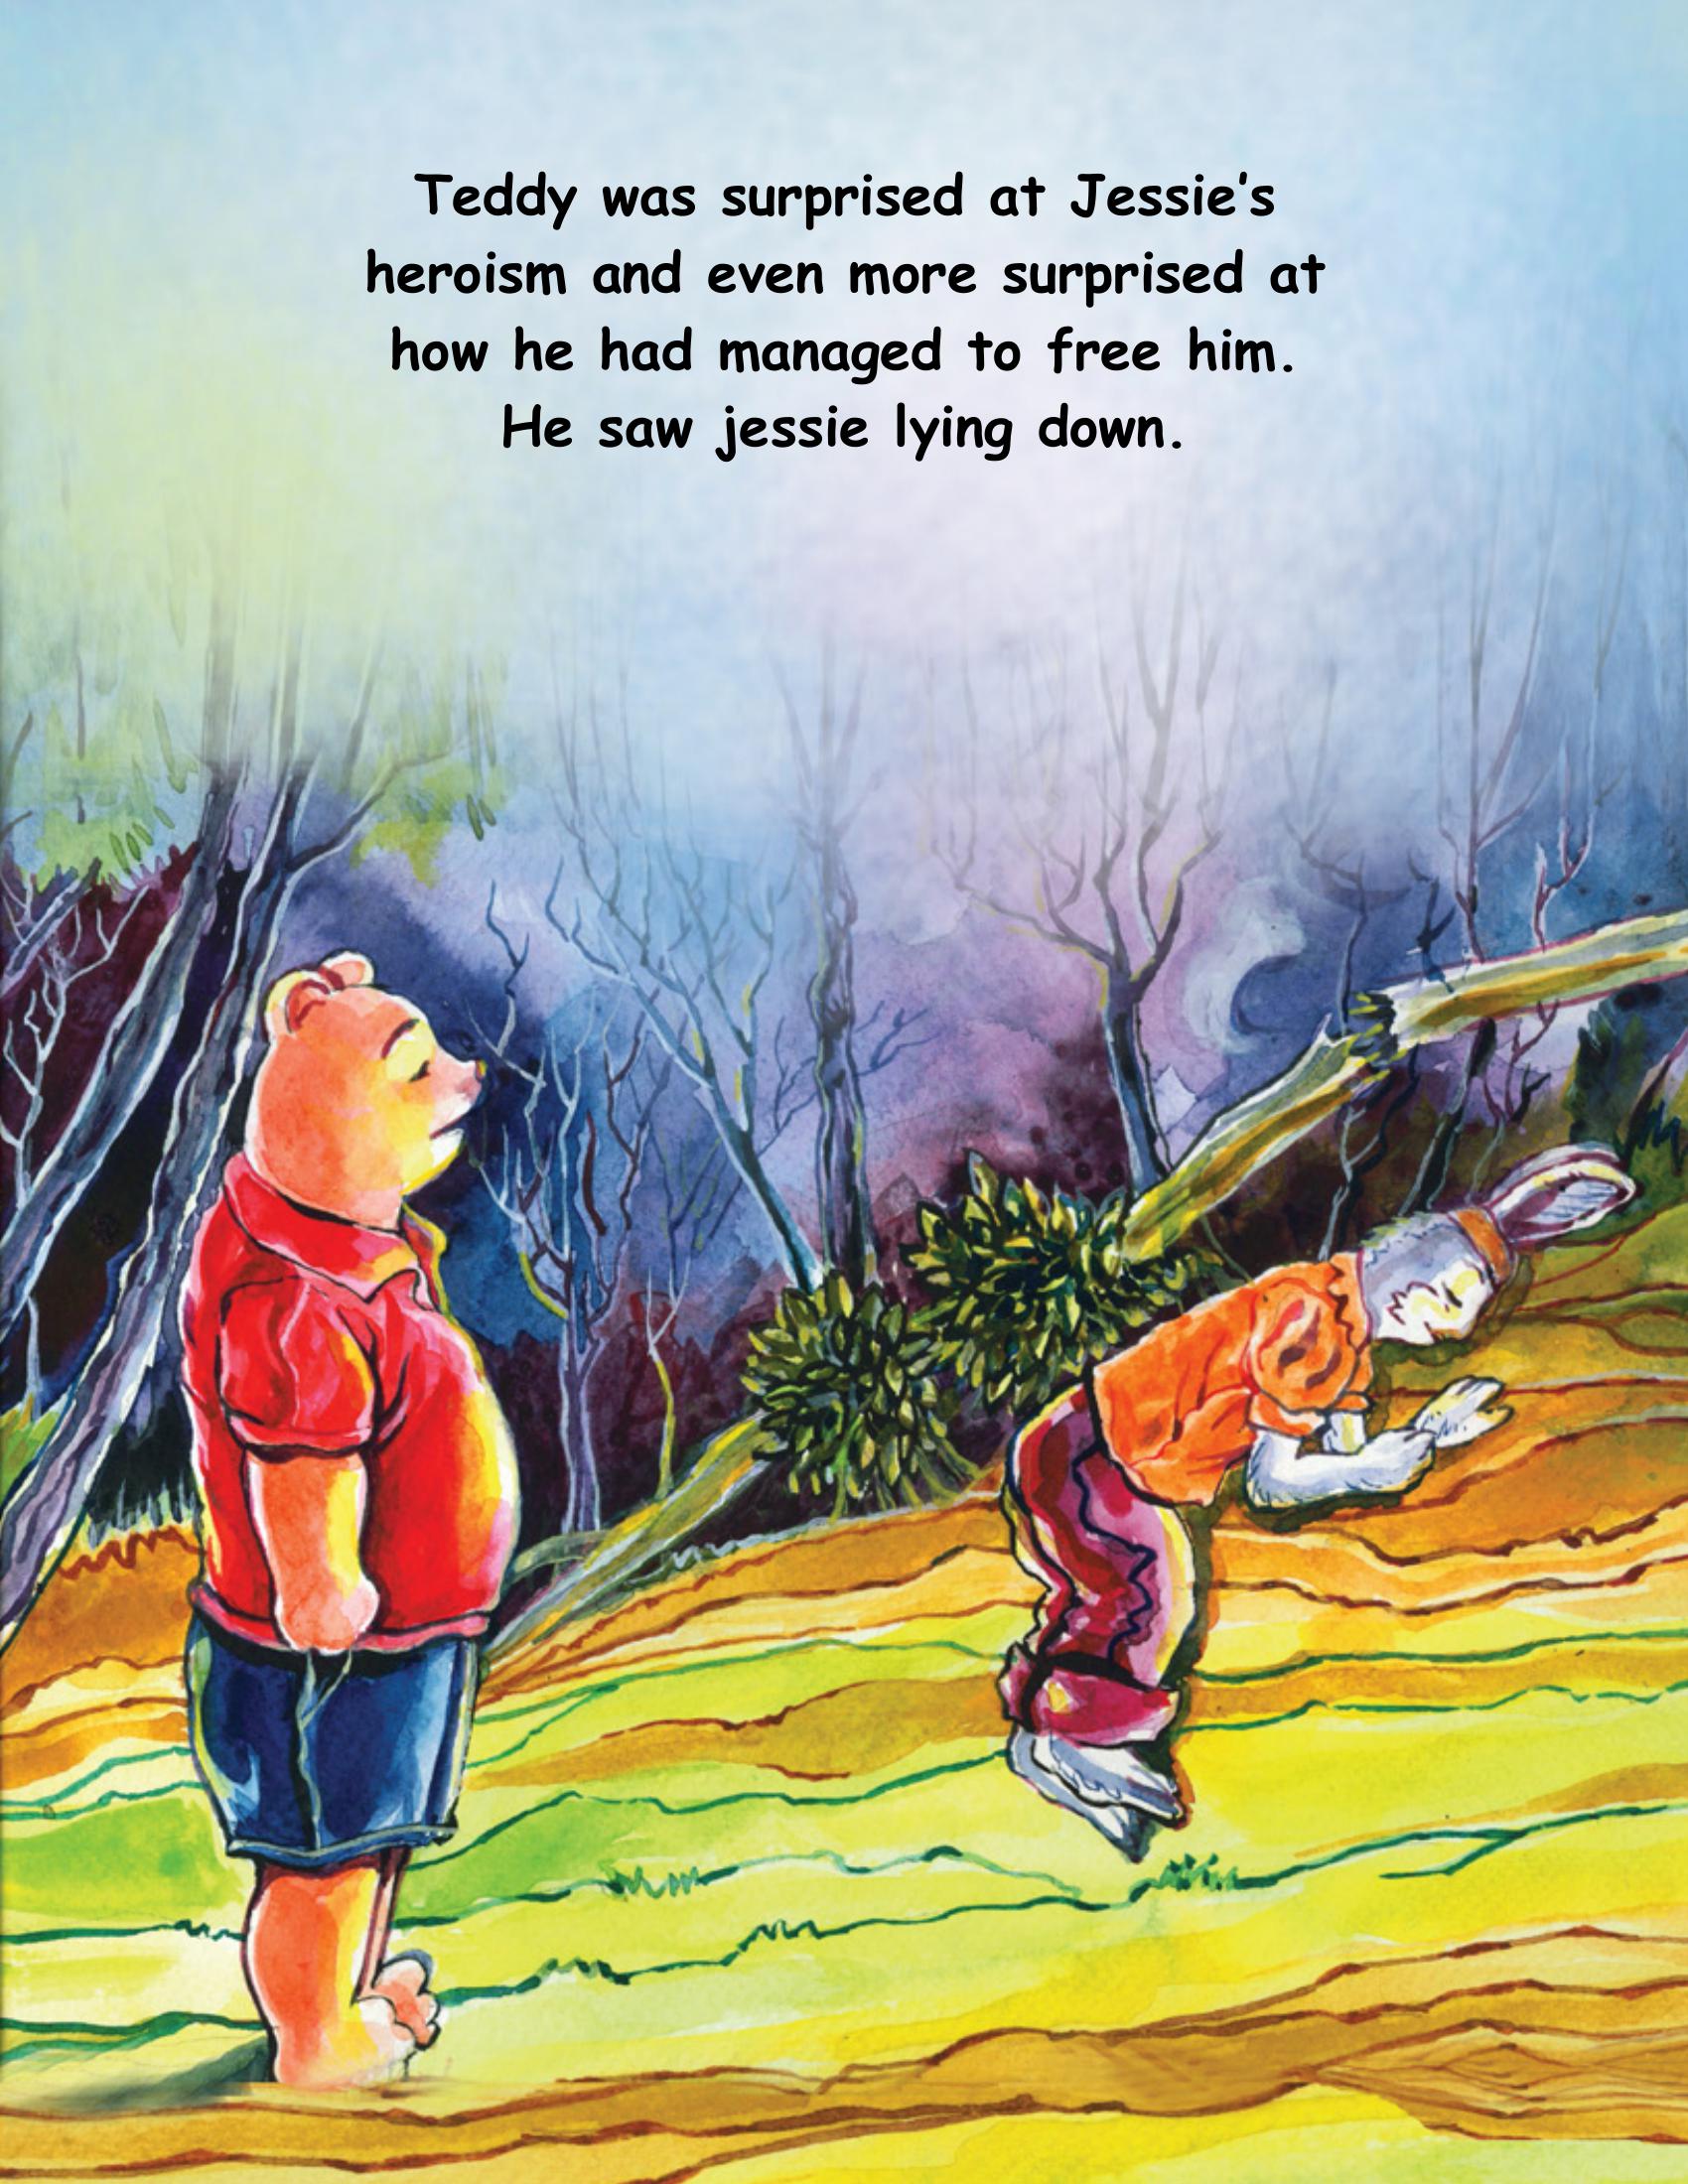 Teddy was surprised at Jessie's
heroism and even more surprised at
how he had managed to free him.
He saw jessie lying down.